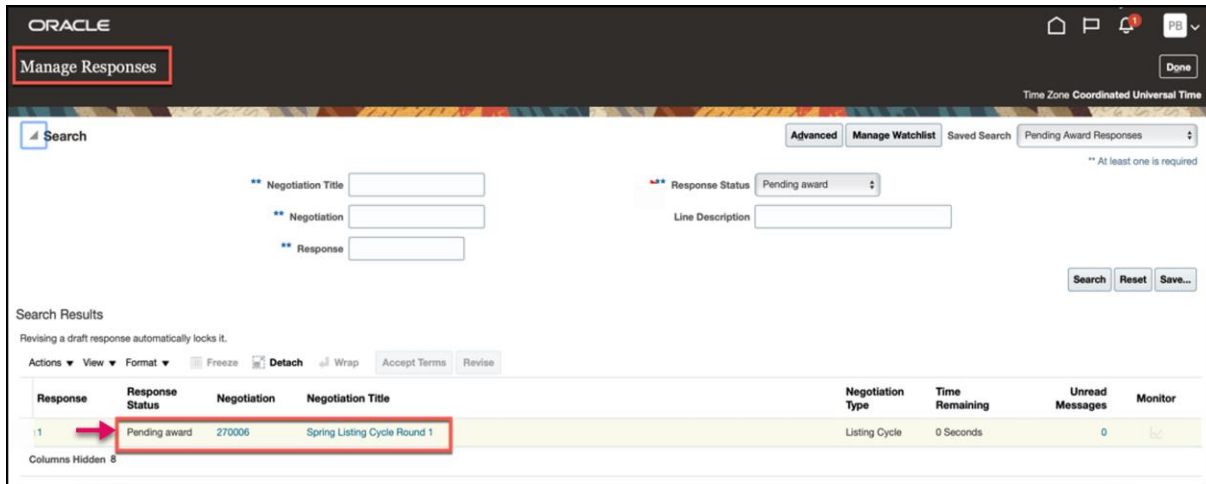 ORACLE
1
PB
Manage Responses
Done
Time Zone Coordinated Universal Time
Search
Advanced Manage Watchlist Saved Search Pending Award Responses
** At least one is required
** Negotiation Title
** Response Status Pending award
** Negotiation
Line Description
** Response
Search Reset Save...
Search Results
Revising a draft response automatically locks it.
Actions View Format Freeze Detach Wrap Accept Terms Revise
Response Response Status Negotiation Negotiation Title Negotiation Type Time Remaining Unread Messages Monitor
1 Pending award 270006 Spring Listing Cycle Round 1 Listing Cycle 0 Seconds 0
Columns Hidden 8